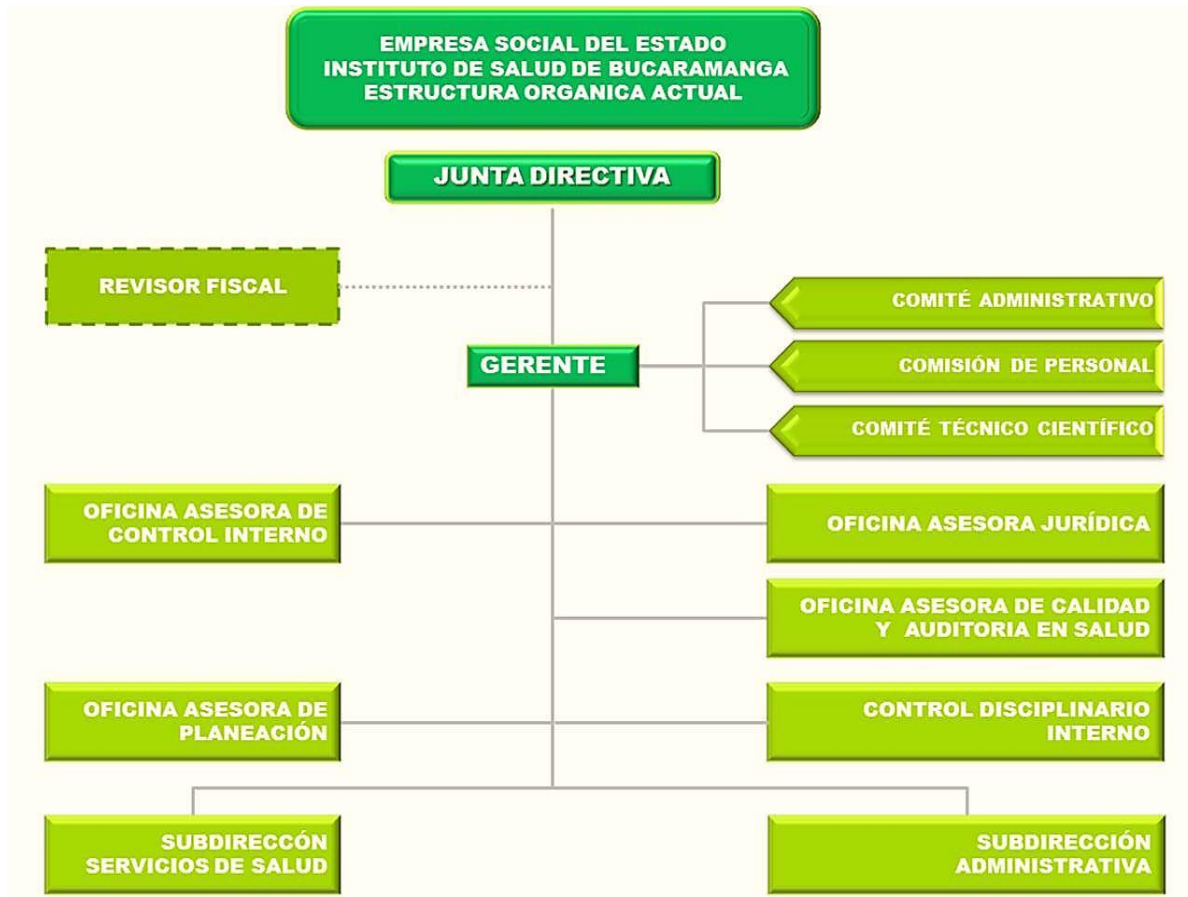 EMPRESA SOCIAL DEL ESTADO
INSTITUTO DE SALUD DE BUCARAMANGA
ESTRUCTURA ORGANICA ACTUAL
JUNTA DIRECTIVA
REVISOR FISCAL
COMITÉ ADMINISTRATIVO
GERENTE
COMISIÓN DE PERSONAL
COMITÉ TÉCNICO CIENTÍFICO
OFICINA ASESORA DE
CONTROL INTERNO
OFICINA ASESORA JURÍDICA
OFICINA ASESORA DE CALIDAD
Y AUDITORIA EN SALUD
OFICINA ASESORA DE
PLANEACIÓN
CONTROL DISCIPLINARIO
INTERNO
SUBDIRECCÓN
SERVICIOS DE SALUD
SUBDIRECCIÓN
ADMINISTRATIVA